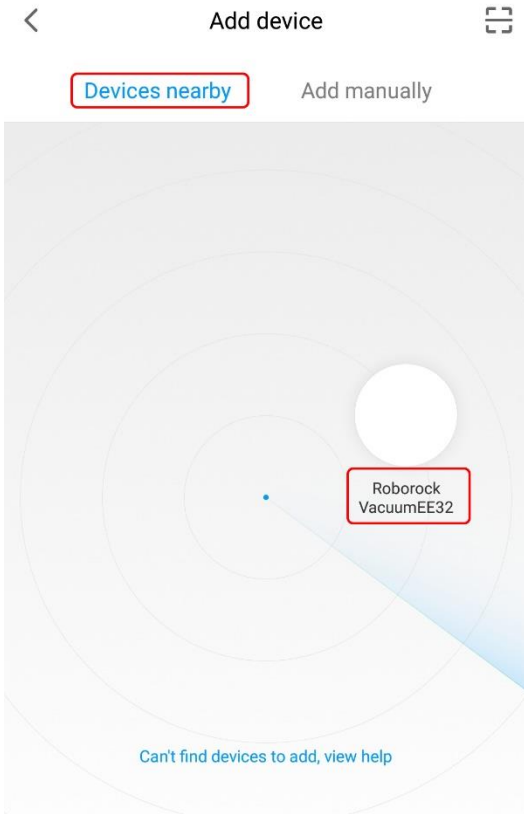 Add device
Devices nearby
Add manually
Roborock
VacuumEE32
Can't find devices to add, view help